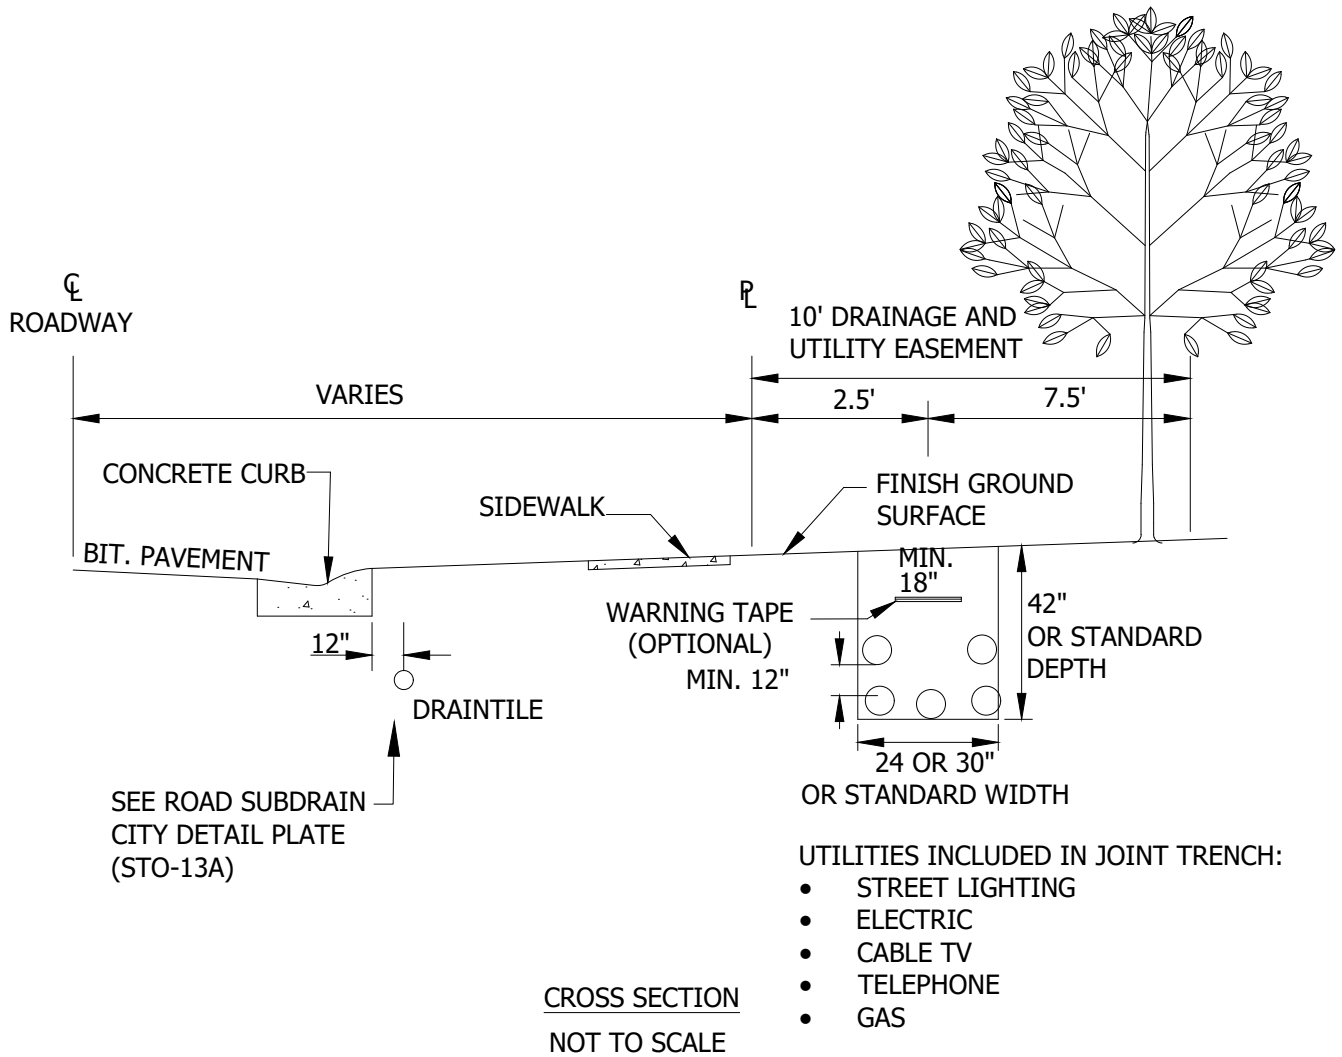 ℄
ROADWAY
VARIES
PL
10' DRAINAGE AND
UTILITY EASEMENT
2.5'
7.5'
CONCRETE CURB
SIDEWALK
FINISH GROUND
SURFACE
BIT. PAVEMENT
MIN.
18"
WARNING TAPE
(OPTIONAL)
42"
OR STANDARD
DEPTH
12"
MIN. 12"
DRAINTILE
24 OR 30"
OR STANDARD WIDTH
SEE ROAD SUBDRAIN
CITY DETAIL PLATE
(STO-13A)
UTILITIES INCLUDED IN JOINT TRENCH:
• STREET LIGHTING
• ELECTRIC
• CABLE TV
• TELEPHONE
• GAS
CROSS SECTION
NOT TO SCALE